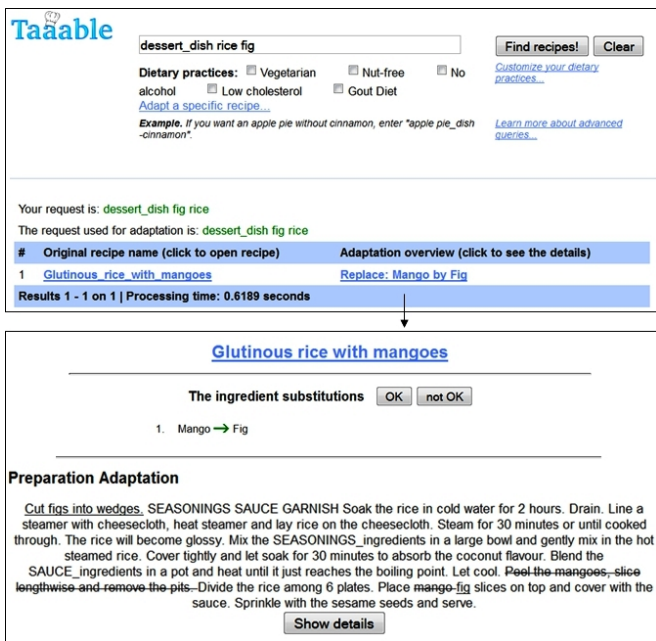 Taaable
dessert_dish rice fig
Find recipes! Clear
Dietary practices: Vegetarian Nut-free No
alcohol Low cholesterol Gout Diet
Customize your dietary
practices...
Adapt a specific recipe...
Example. If you want an apple pie without cinnamon, enter "apple pie_dish
-cinnamon".
Learn more about advanced
queries...
Your request is: dessert_dish fig rice
The request used for adaptation is: dessert_dish fig rice
# Original recipe name (click to open recipe) Adaptation overview (click to see the details)
1 Glutinous_rice_with_mangoes Replace: Mango by Fig
Results 1 - 1 on 1 | Processing time: 0.6189 seconds
Glutinous rice with mangoes
The ingredient substitutions OK not OK
1. Mango → Fig
Preparation Adaptation
Cut figs into wedges. SEASONINGS SAUCE GARNISH Soak the rice in cold water for 2 hours. Drain. Line a
steamer with cheesecloth, heat steamer and lay rice on the cheesecloth. Steam for 30 minutes or until cooked
through. The rice will become glossy. Mix the SEASONINGS_ingredients in a large bowl and gently mix in the hot
steamed rice. Cover tightly and let soak for 30 minutes to absorb the coconut flavour. Blend the
SAUCE_ingredients in a pot and heat until it just reaches the boiling point. Let cool. Peel the mangoes, slice
lengthwise and remove the pits. Divide the rice among 6 plates. Place mango fig slices on top and cover with the
sauce. Sprinkle with the sesame seeds and serve.
Show details